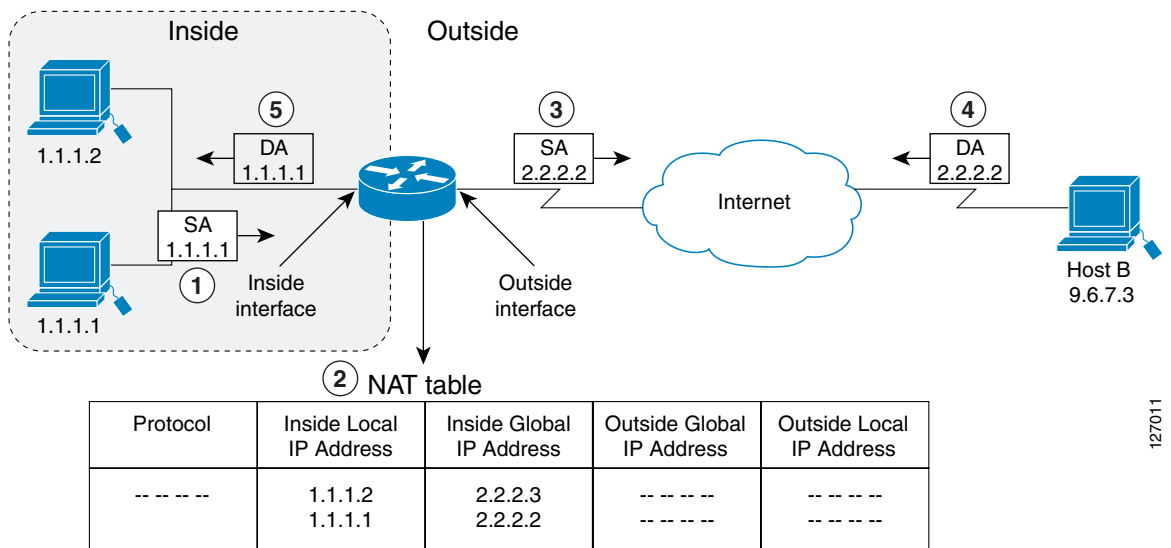 Inside
Outside
5
DA
1.1.1.1
3
SA
2.2.2.2
4
DA
2.2.2.2
1.1.1.2
Internet
SA
1.1.1.1
1
Inside
interface
Outside
interface
Host B
9.6.7.3
1.1.1.1
2
NAT table
Protocol
Inside Local
IP Address
Inside Global
IP Address
Outside Global
IP Address
Outside Local
IP Address
-- -- -- --
1.1.1.2
1.1.1.1
2.2.2.3
2.2.2.2
-- -- -- --
-- -- -- --
-- -- -- --
-- -- -- --
127011